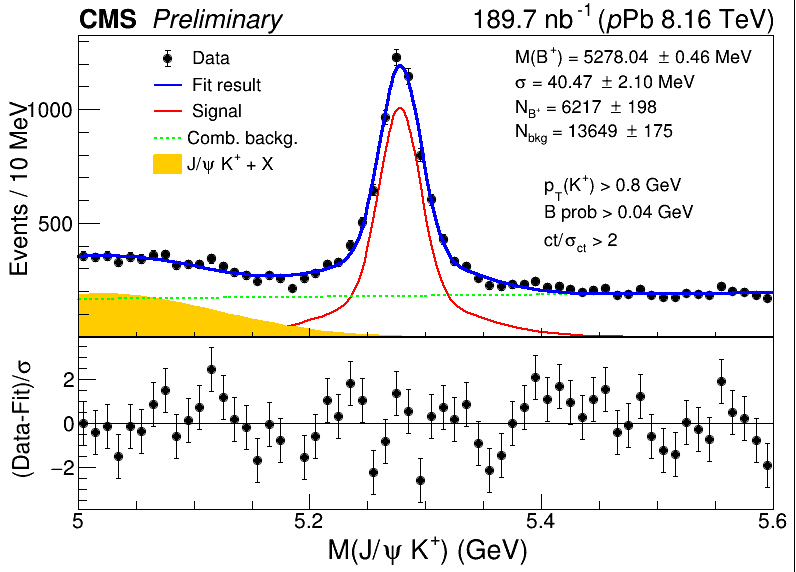 CMS Preliminary 189.7 nb⁻¹ (pPb 8.16 TeV)
Data
Fit result
Signal
Comb. backg.
J/ψ K⁺ + X
M(B⁺) = 5278.04 ± 0.46 MeV
σ = 40.47 ± 2.10 MeV
N_B⁺ = 6217 ± 198
N_bkg = 13649 ± 175
p_T(K⁺) > 0.8 GeV
B prob > 0.04 GeV
ct/σ_ct > 2
Events / 10 MeV
1000
500
(Data-Fit)/σ
2
0
−2
5 5.2 5.4 5.6
M(J/ψ K⁺) (GeV)